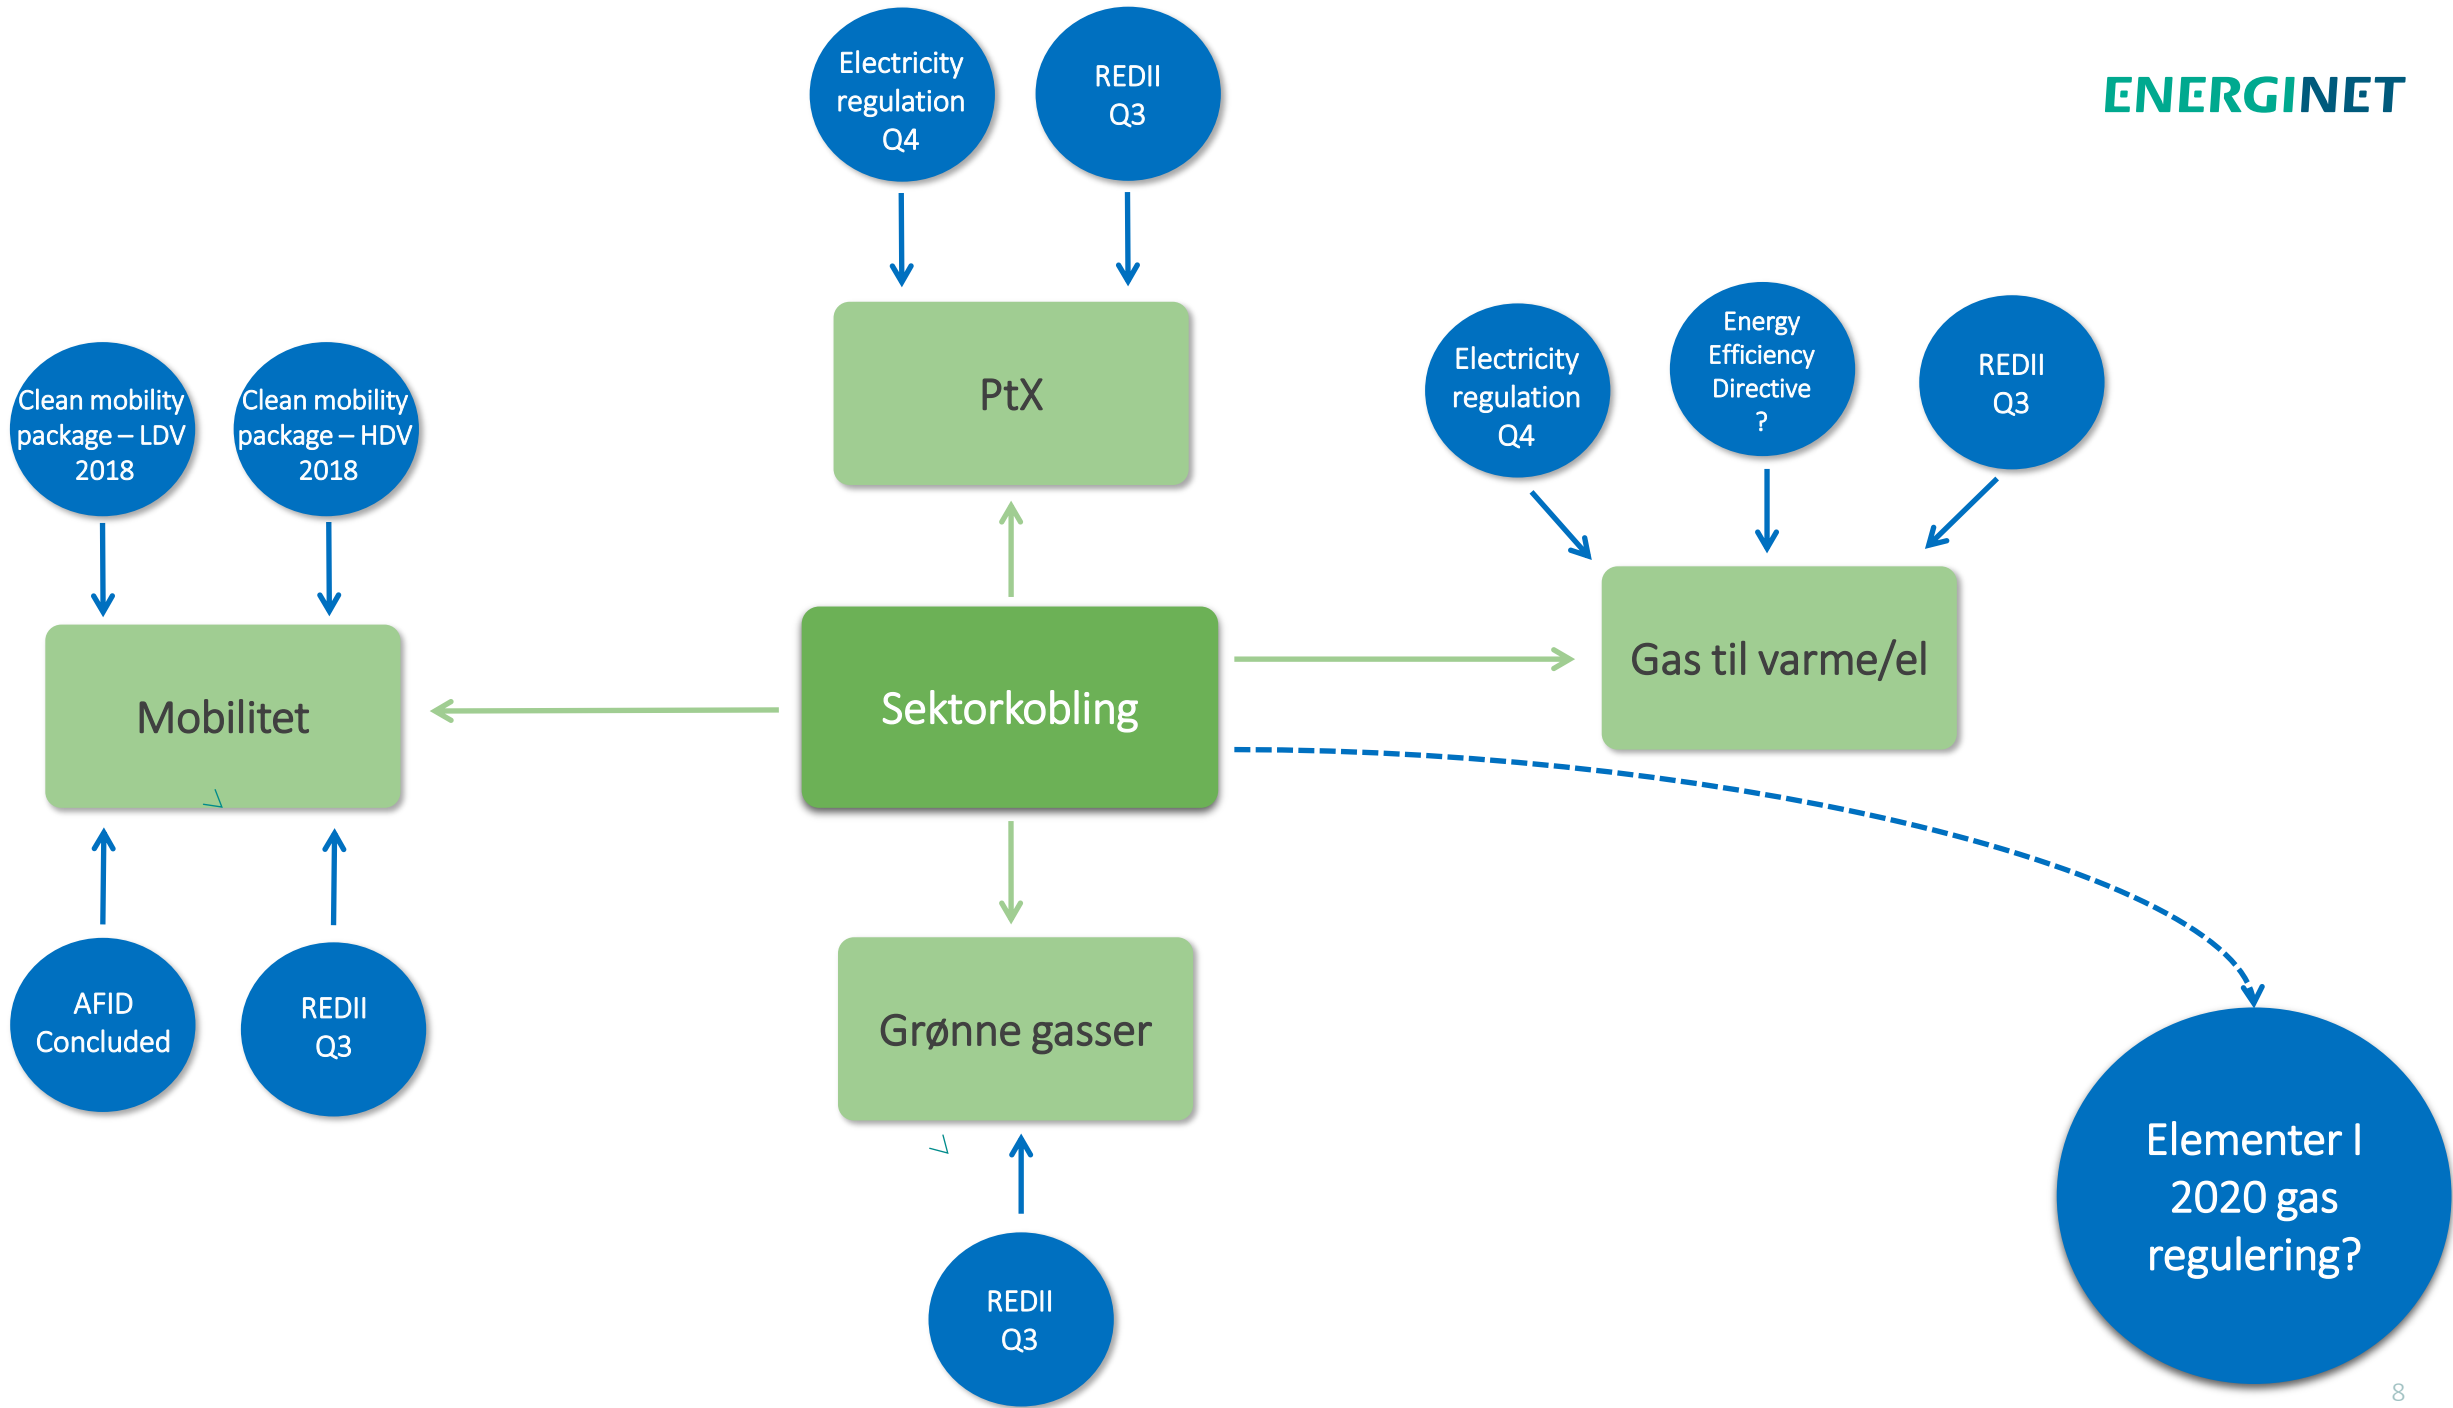 Electricity
regulation
Q4
REDII
Q3
ENERGINET
Clean mobility
package – LDV
2018
Clean mobility
package – HDV
2018
PtX
Electricity
regulation
Q4
Energy
Efficiency
Directive
?
REDII
Q3
Mobilitet
Sektorkobling
Gas til varme/el
AFID
Concluded
REDII
Q3
Grønne gasser
Elementer I
2020 gas
regulering?
REDII
Q3
8